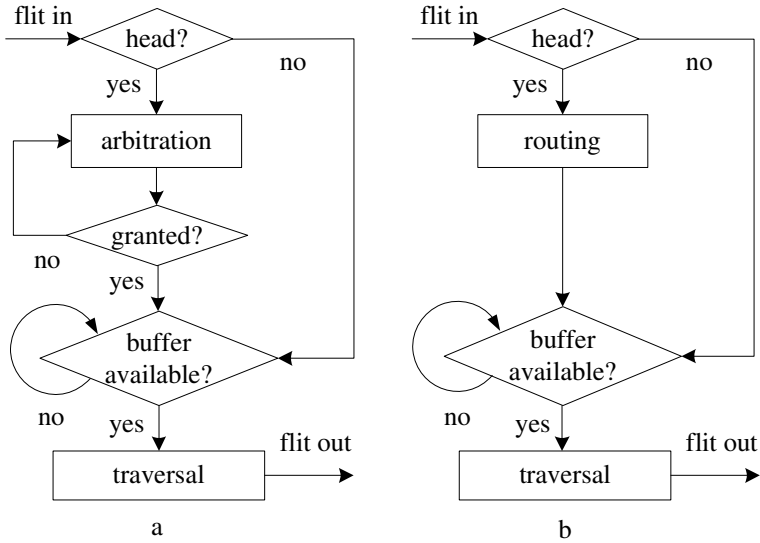 flit in
head?
no
yes
arbitration
granted?
no
yes
buffer
available?
no
yes
flit out
traversal
a
flit in
head?
no
yes
routing
buffer
available?
no
yes
flit out
traversal
b